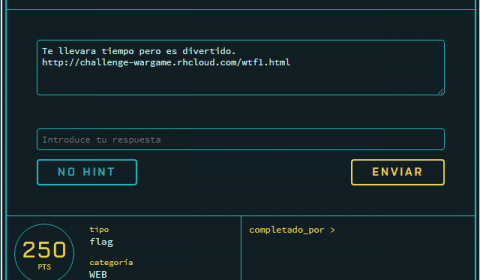 Te llevara tiempo pero es divertido.
http://challenge-wargame.rhcloud.com/wtf1.html
Introduce tu respuesta
NO HINT
ENVIAR
250
PTS
tipo
flag
categoría
WEB
completado_por >